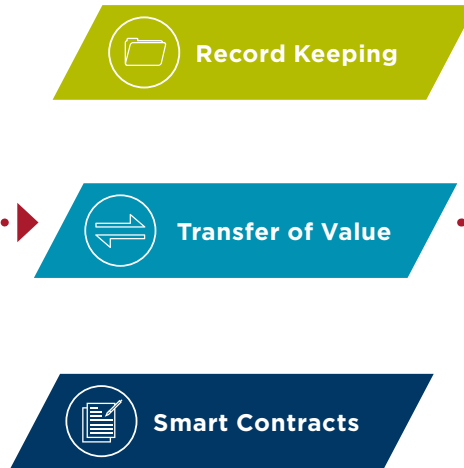 Record Keeping
Transfer of Value
Smart Contracts